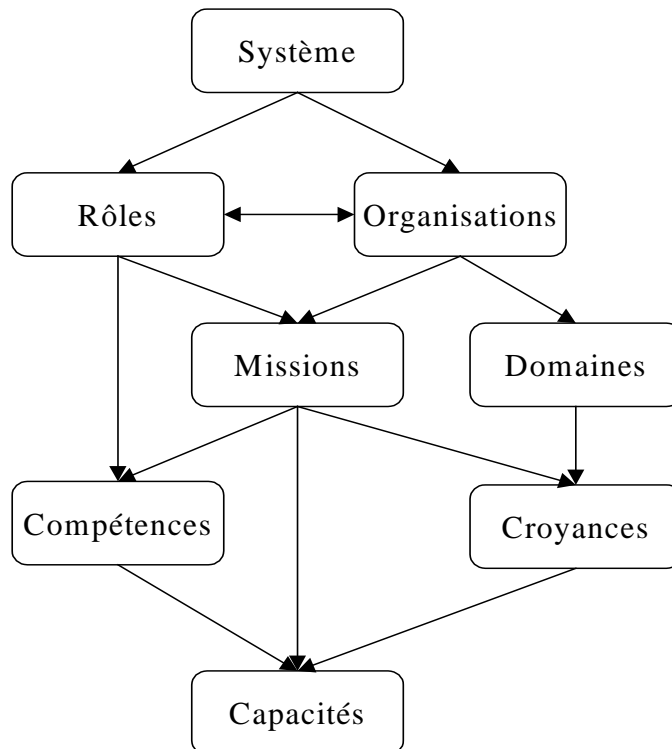 Système
Rôles
Organisations
Missions
Domaines
Compétences
Croyances
Capacités